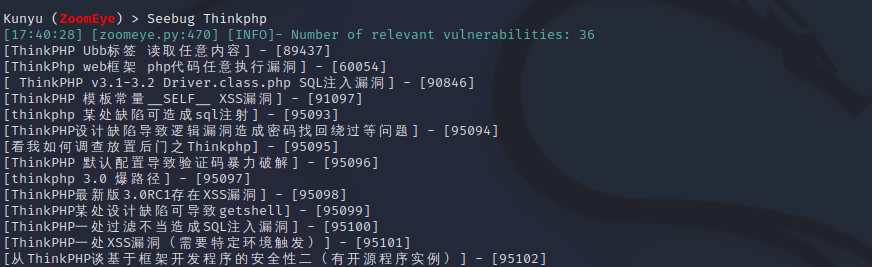 Kunyu (ZoomEye) > Seebug Thinkphp
[17:40:28] [zoomeye.py:470] [INFO]- Number of relevant vulnerabilities: 36
[ThinkPHP Ubb标签 读取任意内容] - [89437]
[ThinkPhp web框架 php代码任意执行漏洞] - [60054]
[ ThinkPHP v3.1-3.2 Driver.class.php SQL注入漏洞] - [90846]
[ThinkPHP 模板常量__SELF__ XSS漏洞] - [91097]
[thinkphp 某处缺陷可造成sql注射] - [95093]
[ThinkPHP设计缺陷导致逻辑漏洞造成密码找回绕过等问题] - [95094]
[看我如何调查放置后门之Thinkphp] - [95095]
[ThinkPHP 默认配置导致验证码暴力破解] - [95096]
[thinkphp 3.0 爆路径] - [95097]
[ThinkPHP最新版3.0RC1存在XSS漏洞] - [95098]
[ThinkPHP某处设计缺陷可导致getshell] - [95099]
[ThinkPHP一处过滤不当造成SQL注入漏洞] - [95100]
[ThinkPHP一处XSS漏洞（需要特定环境触发）] - [95101]
[从ThinkPHP谈基于框架开发程序的安全性二（有开源程序实例）] - [95102]